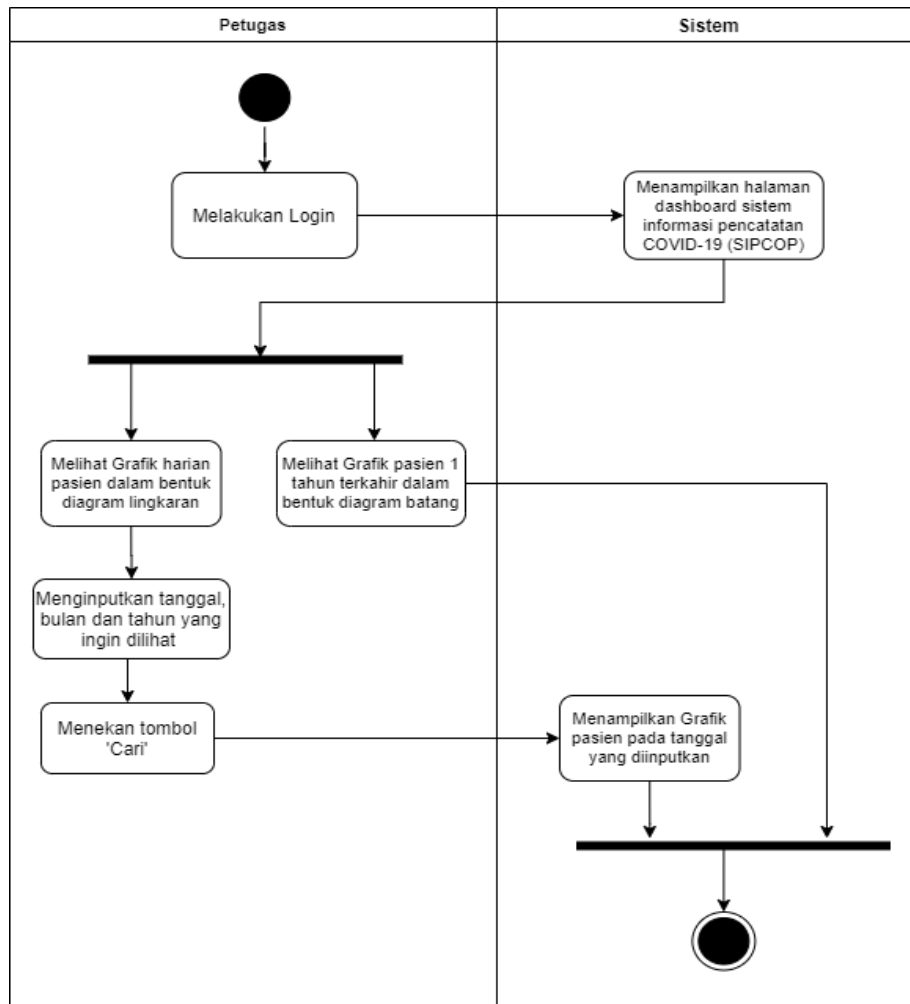 Petugas
Sistem
Melakukan Login
Menampilkan halaman
dashboard sistem
informasi pencatatan
COVID-19 (SIPCOP)
Melihat Grafik harian
pasien dalam bentuk
diagram lingkaran
Melihat Grafik pasien 1
tahun terkahir dalam
bentuk diagram batang
Menginputkan tanggal,
bulan dan tahun yang
ingin dilihat
Menekan tombol
'Cari'
Menampilkan Grafik
pasien pada tanggal
yang diinputkan